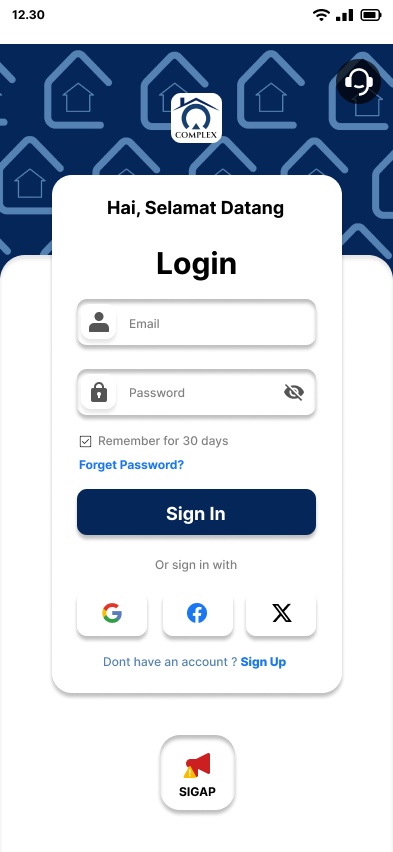 12.30
COMPLEX
Hai, Selamat Datang
Login
Email
Password
Remember for 30 days
Forget Password?
Sign In
Or sign in with
Dont have an account ? Sign Up
SIGAP